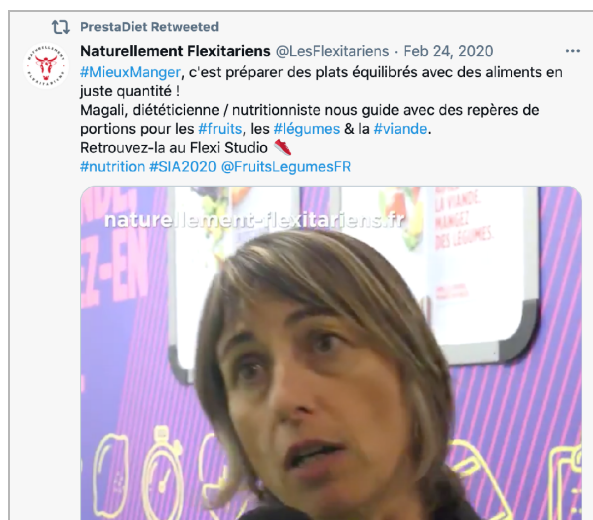 PrestaDiet Retweeted
Naturellement Flexitariens @LesFlexitariens · Feb 24, 2020
#MieuxManger, c'est préparer des plats équilibrés avec des aliments en
juste quantité !
Magali, diététicienne / nutritionniste nous guide avec des repères de
portions pour les #fruits, les #légumes & la #viande.
Retrouvez-la au Flexi Studio
#nutrition #SIA2020 @FruitsLegumesFR
naturellement-flexitariens.fr
LA VIANDE.
MANGEZ
DES LÉGUMES.
Z-EN